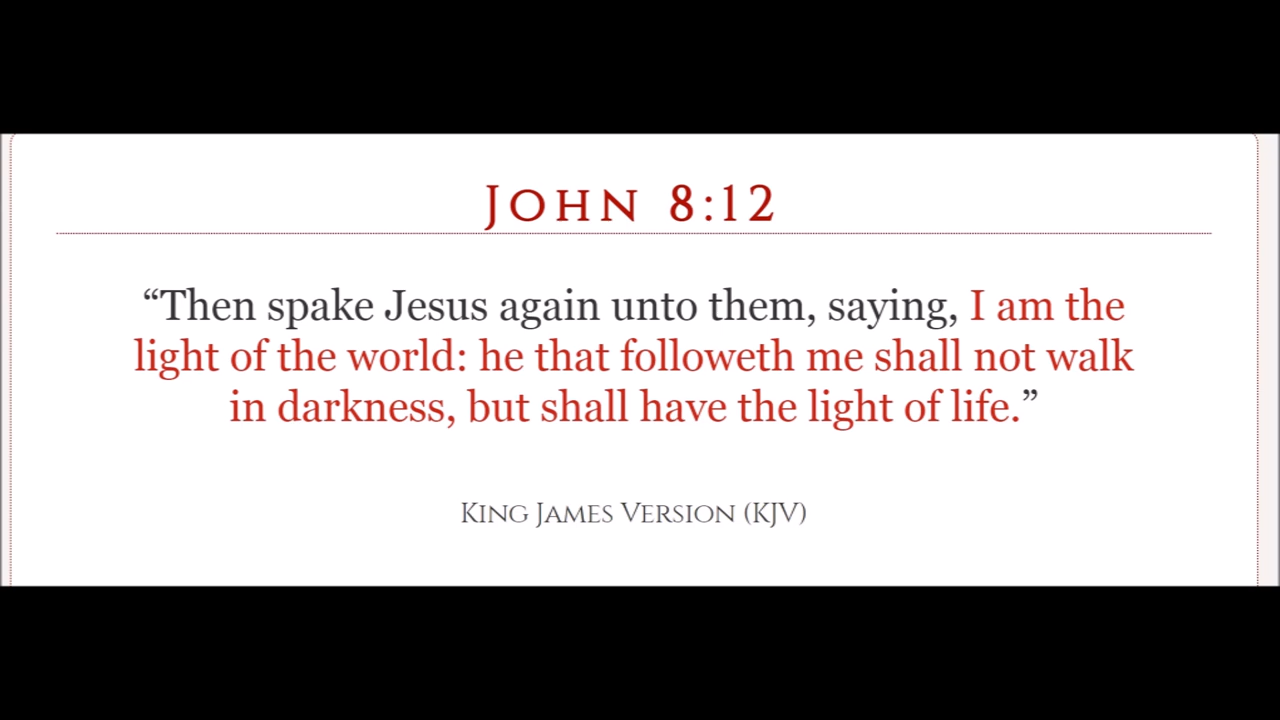 John 8:12
“Then spake Jesus again unto them, saying, I am the
light of the world: he that followeth me shall not walk
in darkness, but shall have the light of life.”
King James Version (KJV)